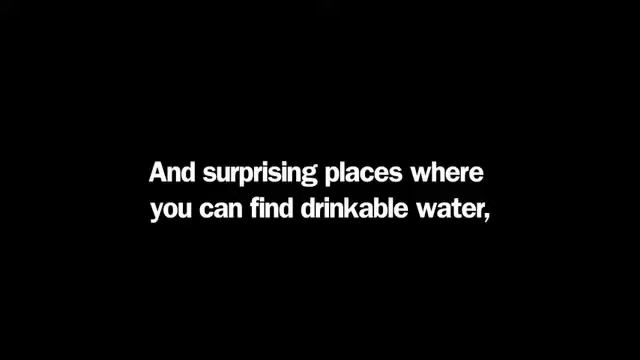 And surprising places where
you can find drinkable water,